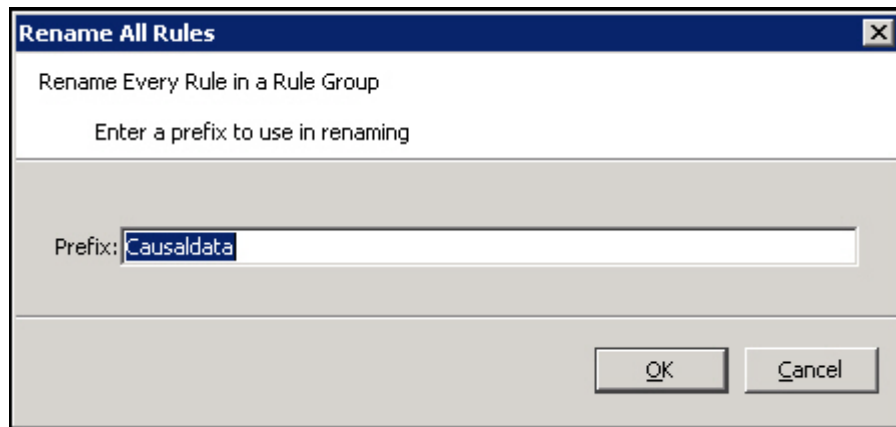 Rename All Rules
Rename Every Rule in a Rule Group
Enter a prefix to use in renaming
Prefix: Causaldata
OK Cancel